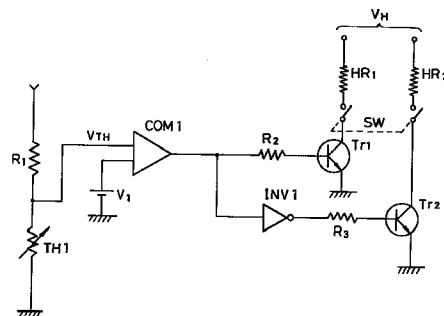 VH
HR1
HR2
SW
COM1
VTH
R1
R2
Tr1
V1
INV1
Tr2
R3
TH1